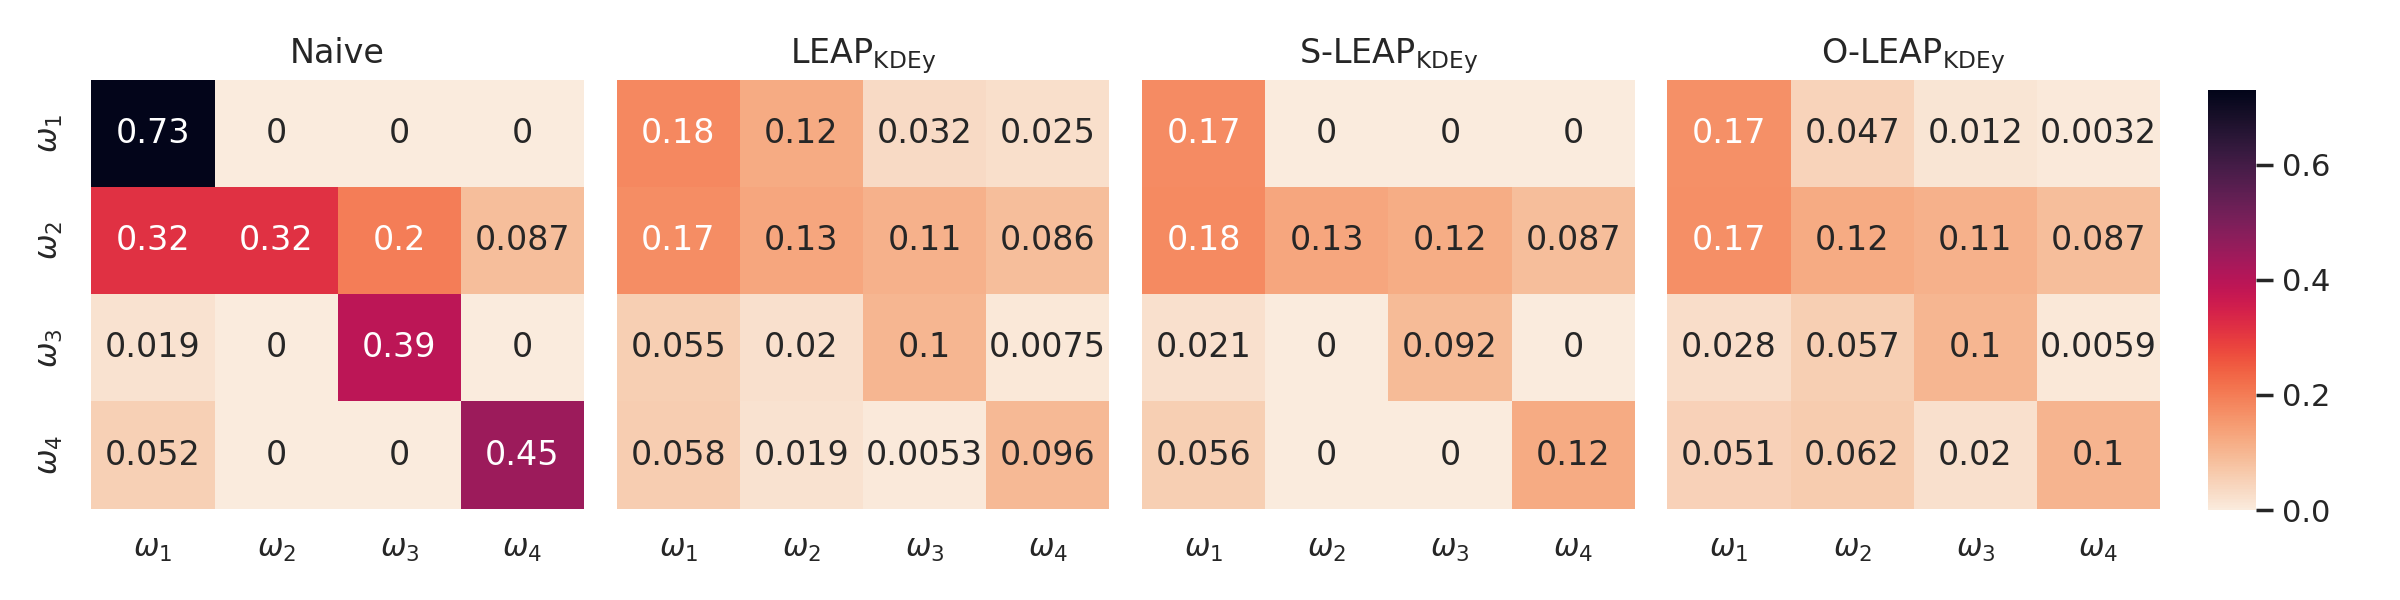 Naive LEAP_KDEy S-LEAP_KDEy O-LEAP_KDEy
ω1 0.73 0 0 0 0.18 0.12 0.032 0.025 0.17 0 0 0 0.17 0.047 0.012 0.0032
0.6
ω2 0.32 0.32 0.2 0.087 0.17 0.13 0.11 0.086 0.18 0.13 0.12 0.087 0.17 0.12 0.11 0.087
0.4
ω3 0.019 0 0.39 0 0.055 0.02 0.1 0.0075 0.021 0 0.092 0 0.028 0.057 0.1 0.0059
0.2
ω4 0.052 0 0 0.45 0.058 0.019 0.0053 0.096 0.056 0 0 0.12 0.051 0.062 0.02 0.1
0.0
ω1 ω2 ω3 ω4 ω1 ω2 ω3 ω4 ω1 ω2 ω3 ω4 ω1 ω2 ω3 ω4